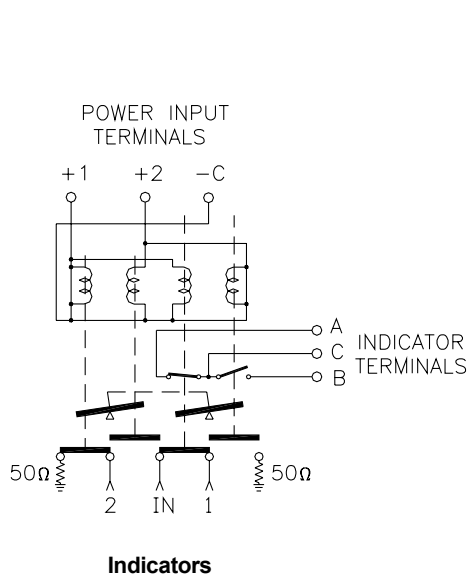 POWER INPUT
TERMINALS
+1 +2 -C
A
INDICATOR
C
TERMINALS
B
50Ω 50Ω
2 IN 1
Indicators